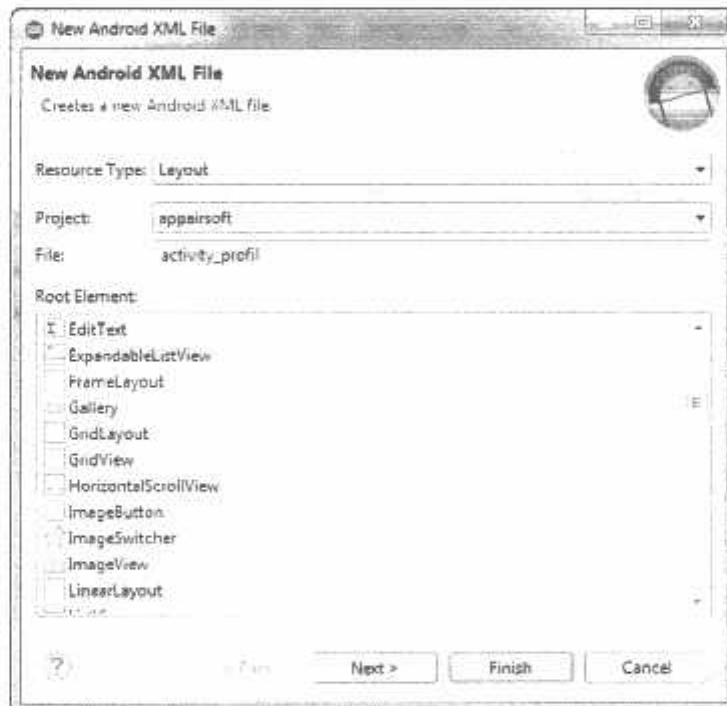 New Android XML File
New Android XML File
Creates a new Android XML file
Resource Type: Layout
Project: appairsoft
File: activity_profil
Root Element:
EditText
ExpandableListView
FrameLayout
Gallery
GridLayout
GridView
HorizontalScrollView
ImageButton
ImageSwitcher
ImageView
LinearLayout
?
Next >
Finish
Cancel